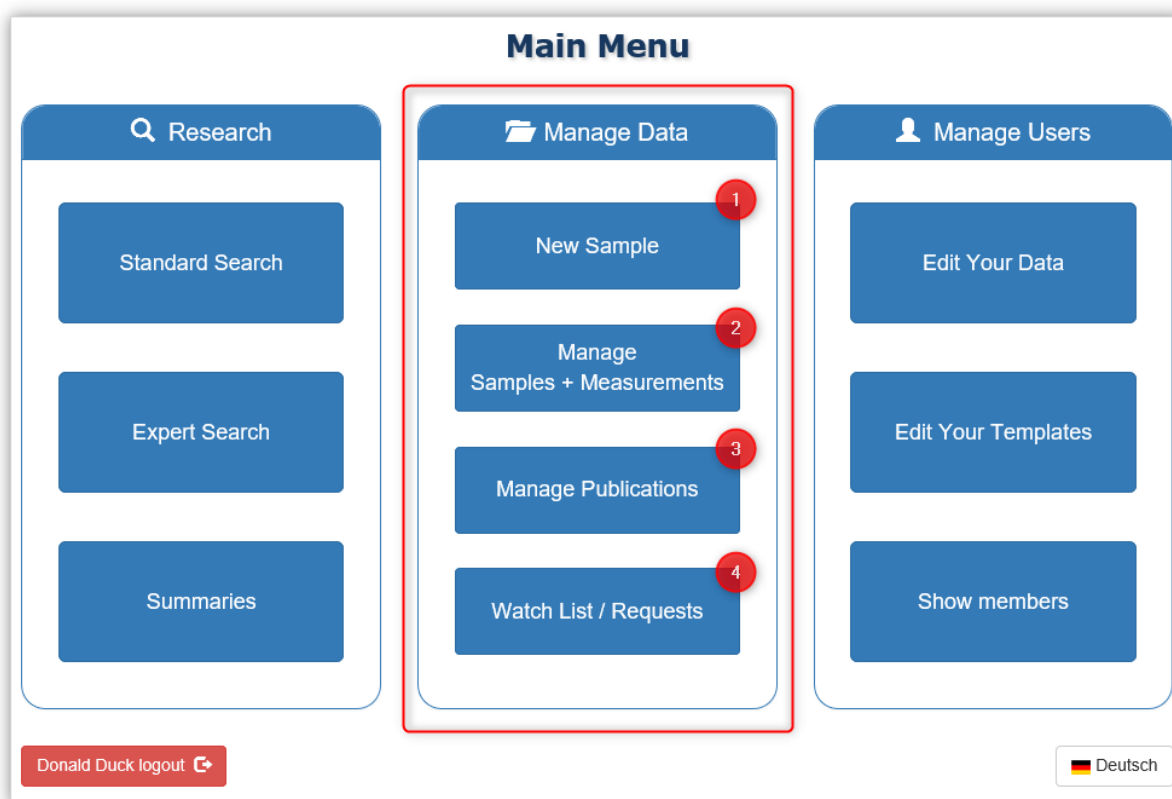 Main Menu
Research
Standard Search
Expert Search
Summaries
Manage Data
1
New Sample
2
Manage
Samples + Measurements
3
Manage Publications
4
Watch List / Requests
Manage Users
Edit Your Data
Edit Your Templates
Show members
Donald Duck logout
Deutsch